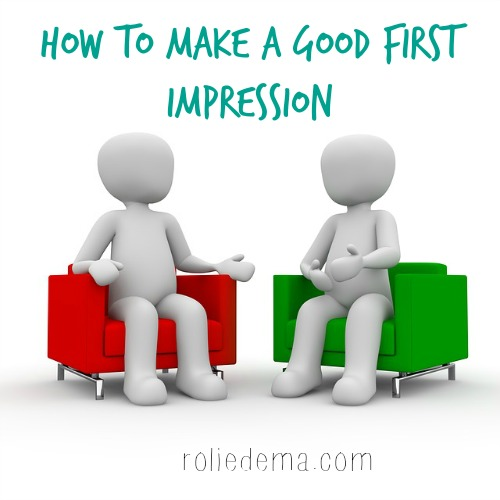 HOW TO MAKE A GOOD FIRST
IMPRESSION
roliedema.com